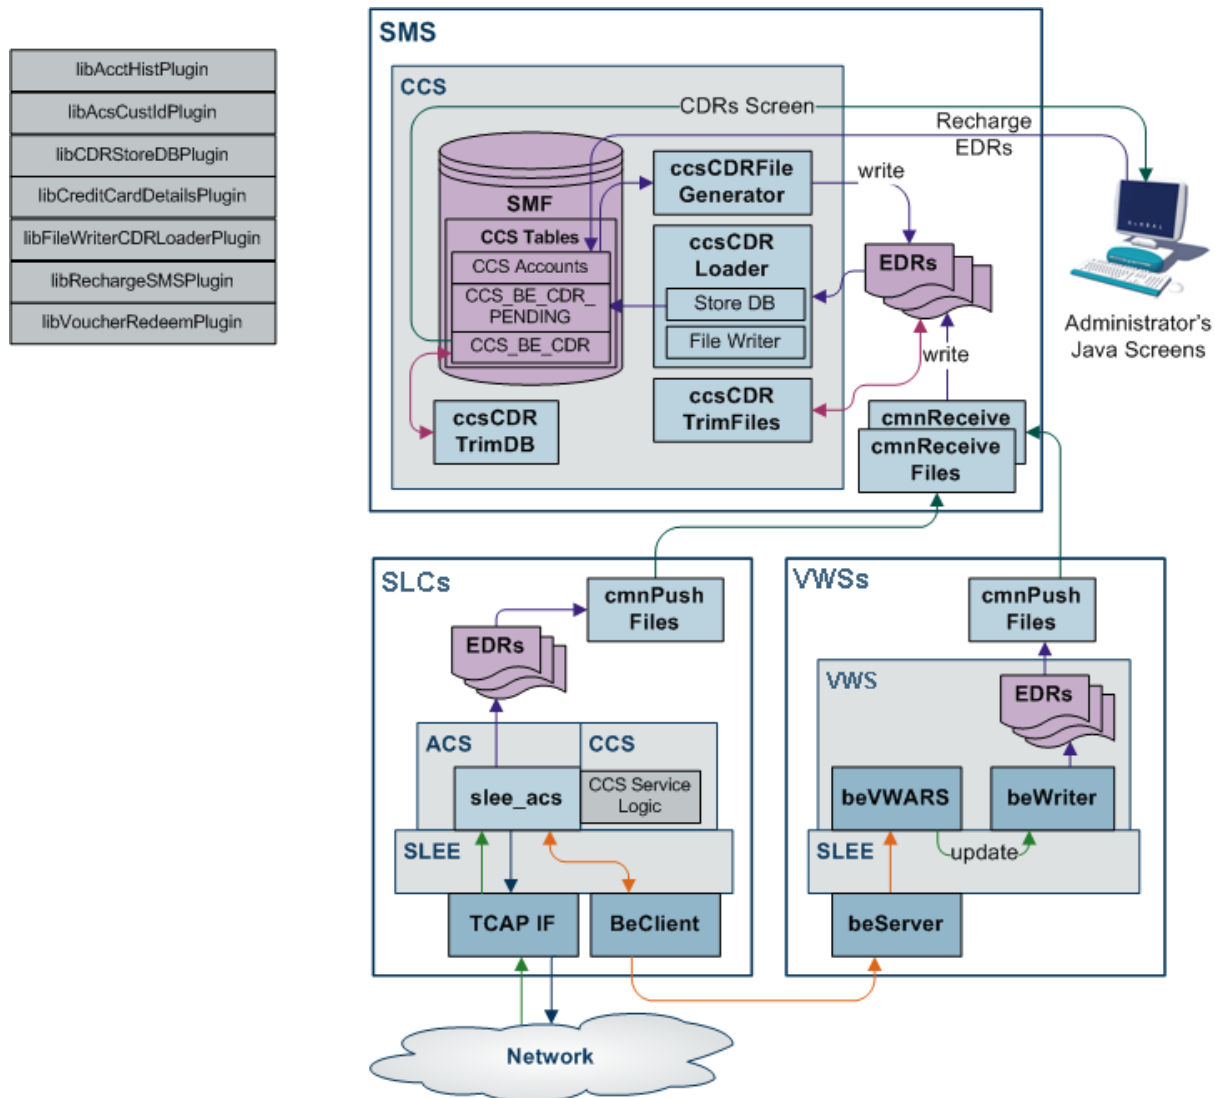 libAcctHistPlugin
libAcsCustIdPlugin
libCDRStoreDBPlugin
libCreditCardDetailsPlugin
libFileWriterCDRLoaderPlugin
libRechargeSMSPlugin
libVoucherRedeemPlugin
SMS
CCS
CDRs Screen
Recharge
EDRs
SMF
CCS Tables
CCS Accounts
CCS_BE_CDR_
PENDING
CCS_BE_CDR
ccsCDRFile
Generator
write
ccsCDR
Loader
Store DB
File Writer
EDRs
write
ccsCDR
TrimFiles
ccsCDR
TrimDB
cmnReceive
cmnReceive
Files
GLOBAL
Administrator's
Java Screens
SLCs
cmnPush
Files
EDRs
ACS
CCS
slee_acs
CCS Service
Logic
SLEE
TCAP IF
BeClient
VWSs
cmnPush
Files
VWS
EDRs
beVWARS
beWriter
SLEE
update
beServer
Network